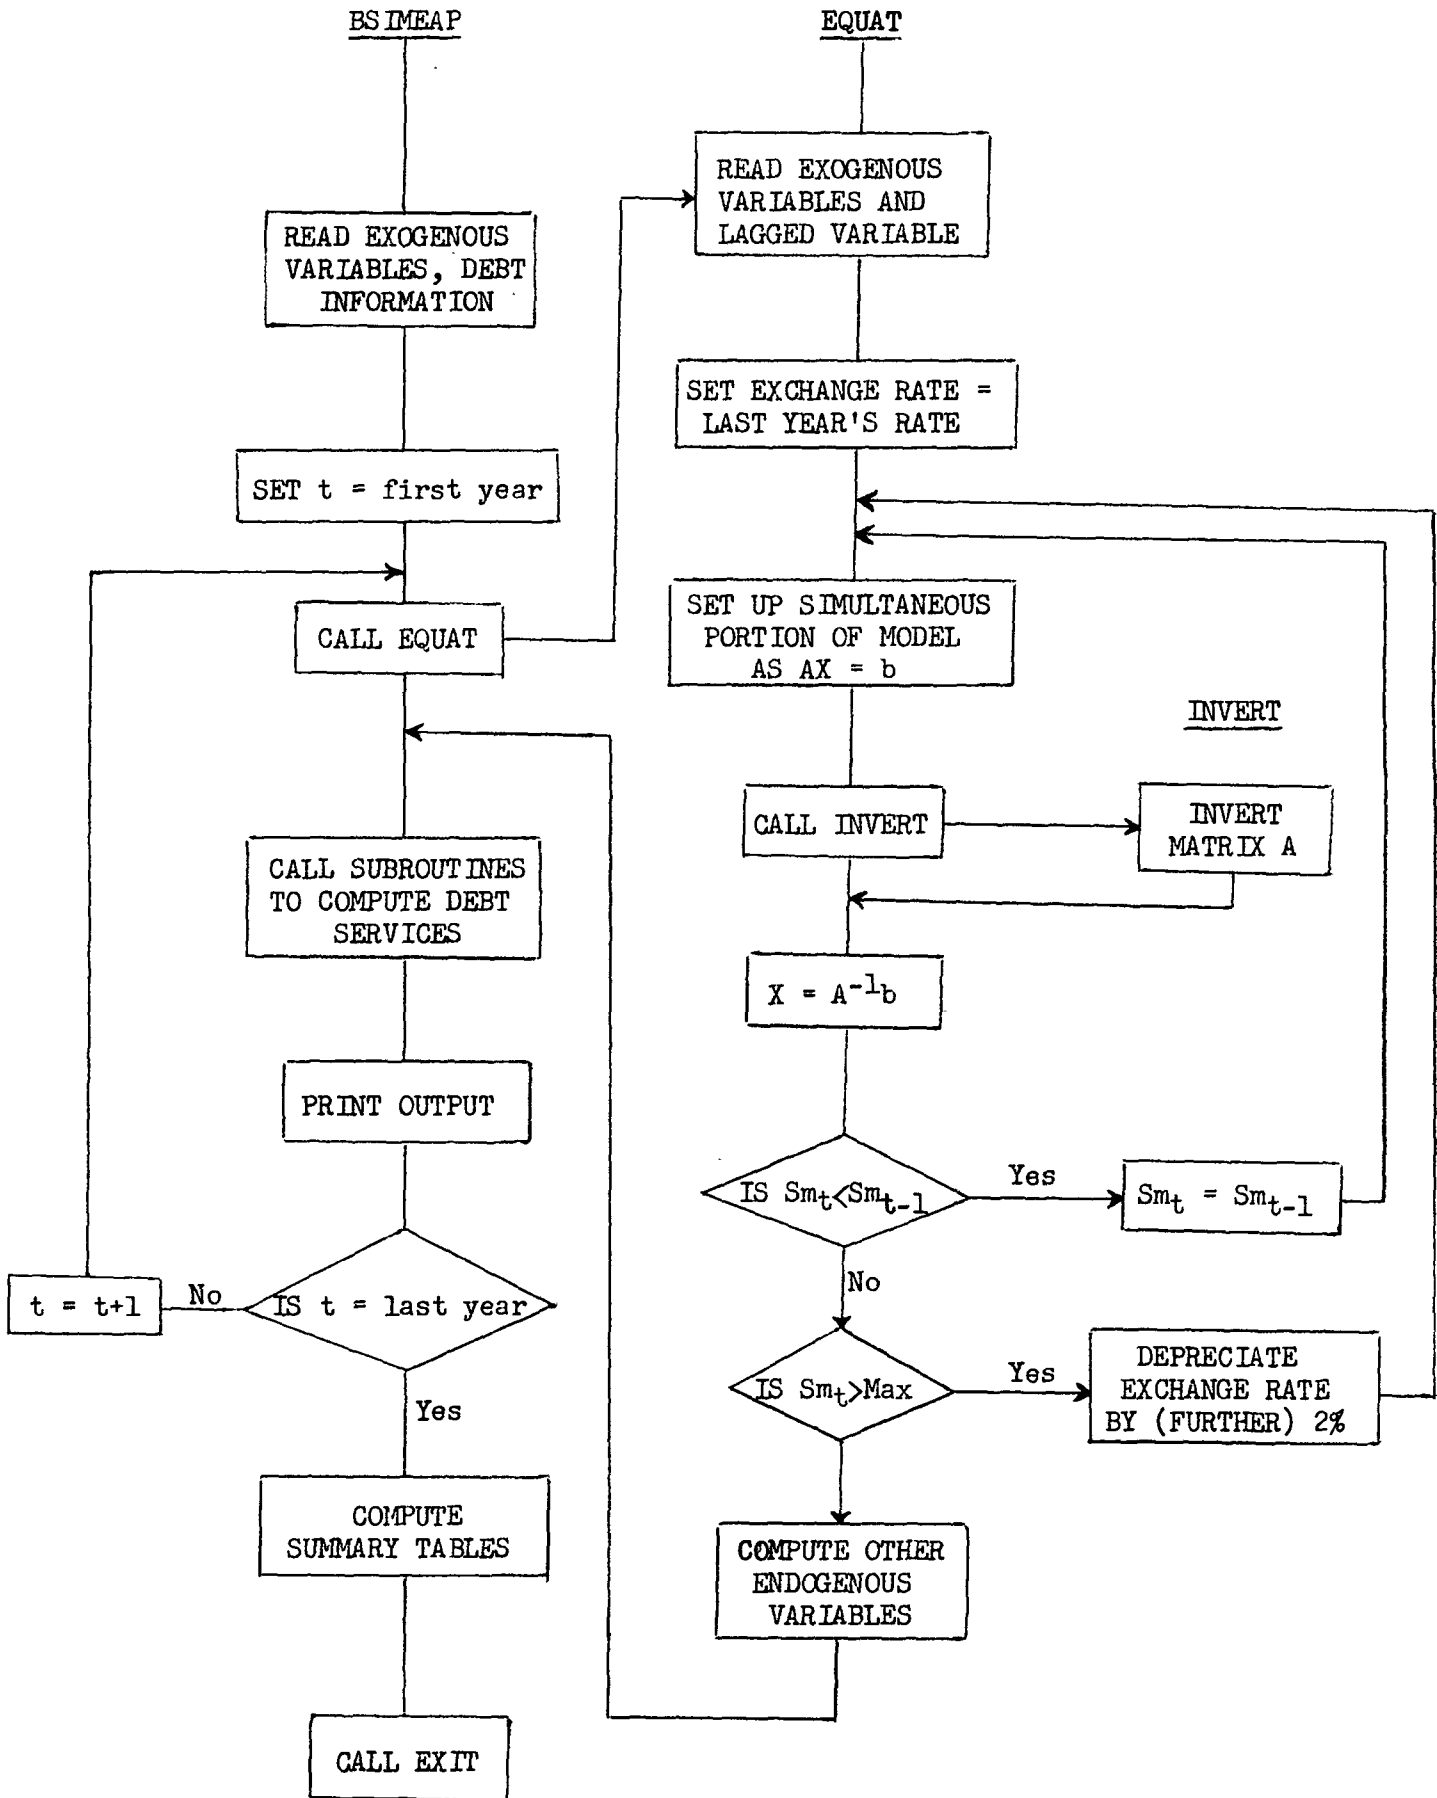 BSIMEAP
READ EXOGENOUS
VARIABLES, DEBT
INFORMATION
SET t = first year
CALL EQUAT
CALL SUBROUTINES
TO COMPUTE DEBT
SERVICES
PRINT OUTPUT
IS t = last year
No
t = t+1
Yes
COMPUTE
SUMMARY TABLES
CALL EXIT
EQUAT
READ EXOGENOUS
VARIABLES AND
LAGGED VARIABLE
SET EXCHANGE RATE =
LAST YEAR'S RATE
SET UP SIMULTANEOUS
PORTION OF MODEL
AS AX = b
CALL INVERT
INVERT
INVERT
MATRIX A
X = A⁻¹b
IS Smₜ<Smₜ₋₁
Yes
Smₜ = Smₜ₋₁
No
IS Smₜ>Max
Yes
DEPRECIATE
EXCHANGE RATE
BY (FURTHER) 2%
COMPUTE OTHER
ENDOGENOUS
VARIABLES